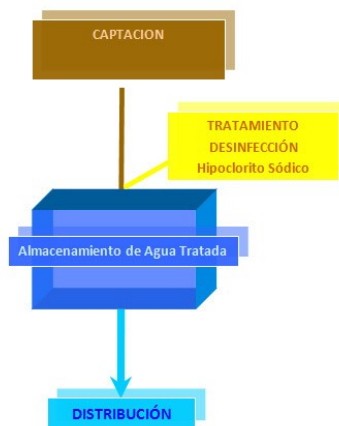 CAPTACION
TRATAMIENTO
DESINFECCIÓN
Hipoclorito Sódico
Almacenamiento de Agua Tratada
DISTRIBUCIÓN